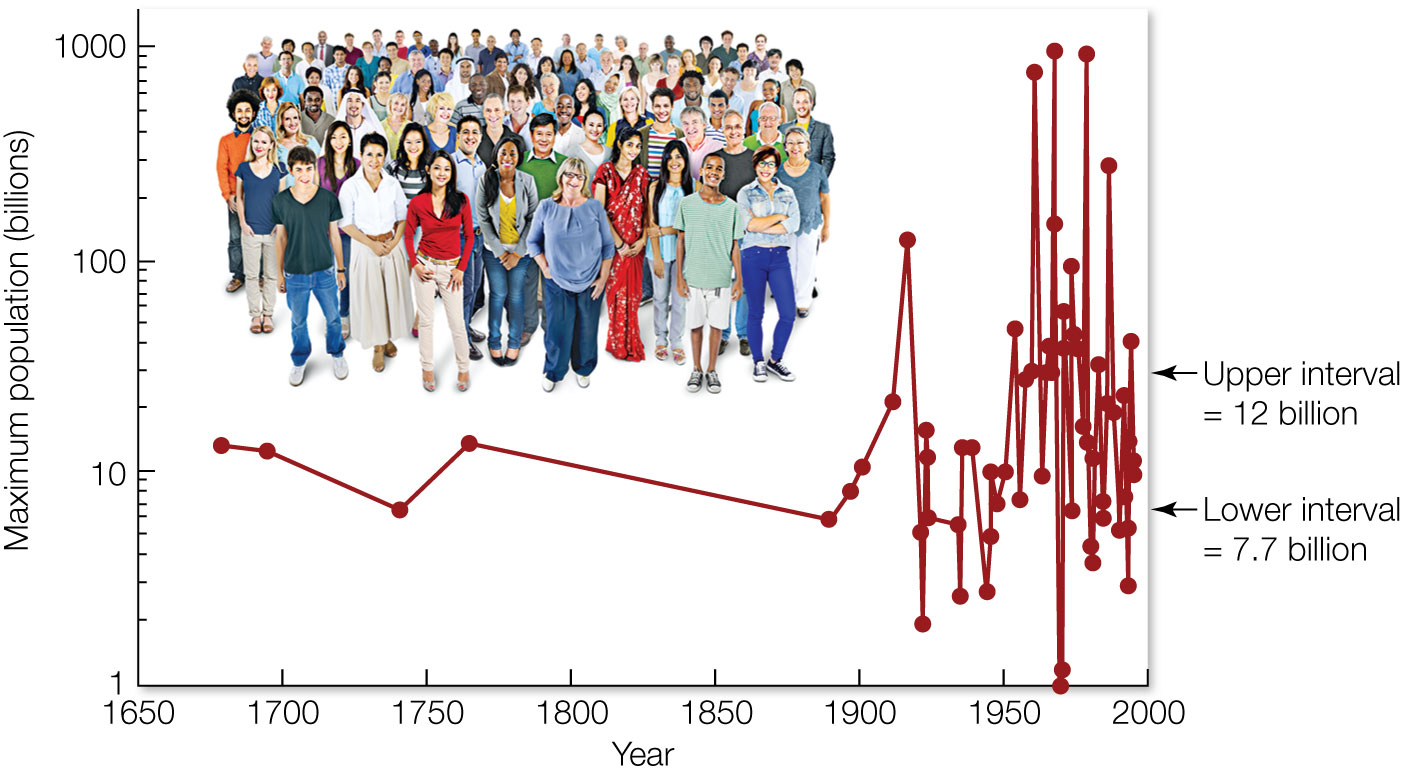 Maximum population (billions)
1000
100
10
1
1650 1700 1750 1800 1850 1900 1950 2000
Year
Upper interval
= 12 billion
Lower interval
= 7.7 billion